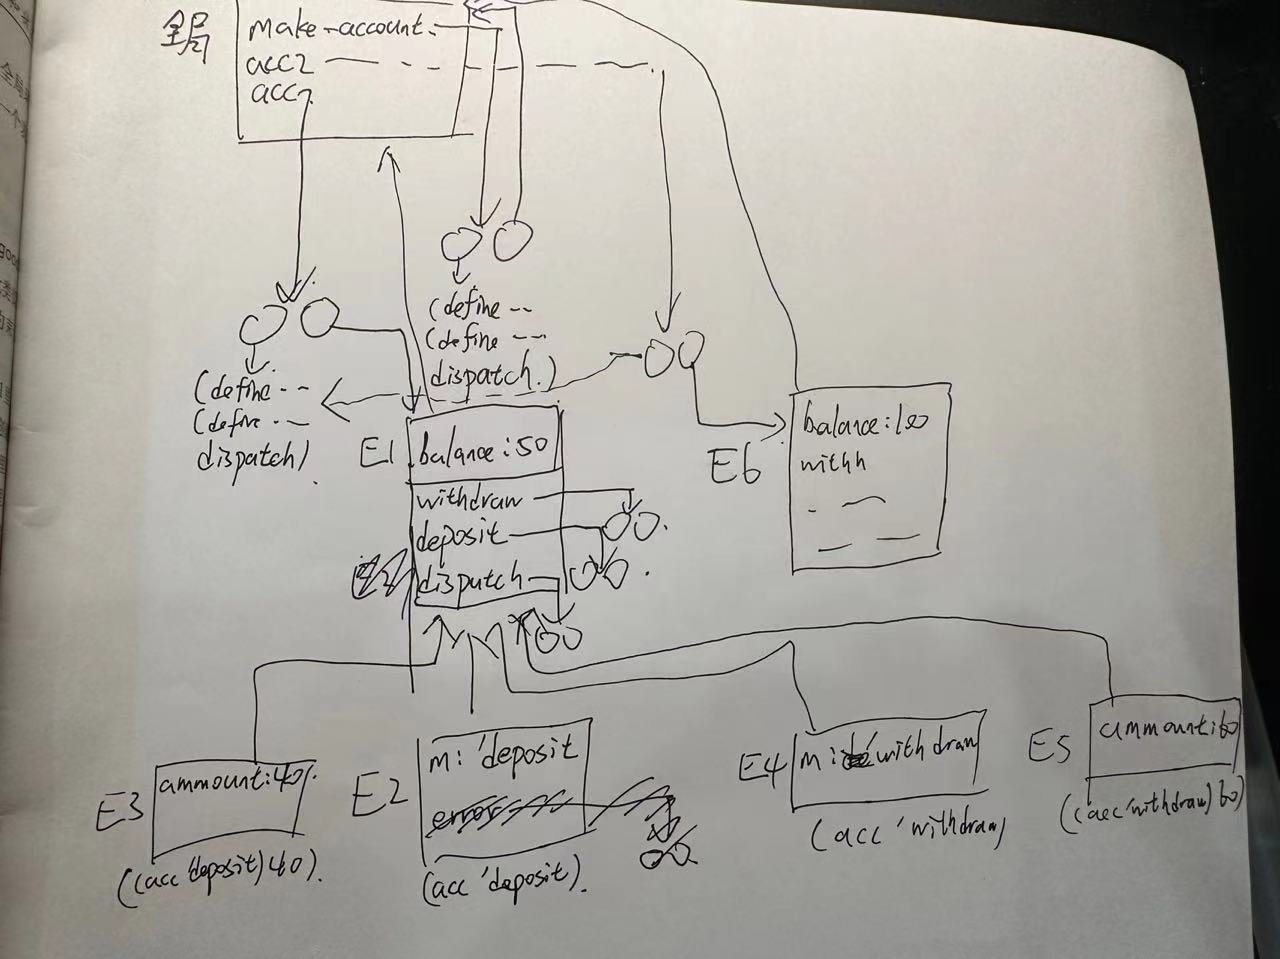 全局
make-account
acc2
acc
(define --
(define --
dispatch)
(define --
(define --
dispatch)
E1
balance:50
withdraw
deposit
dispatch
E6
balance:100
withh
E3
ammount:40
((acc 'deposit) 40).
E2
m: 'deposit
(acc 'deposit).
E4
m: 'withdraw
(acc 'withdraw)
E5
ammount:60
((acc 'withdraw) 60)